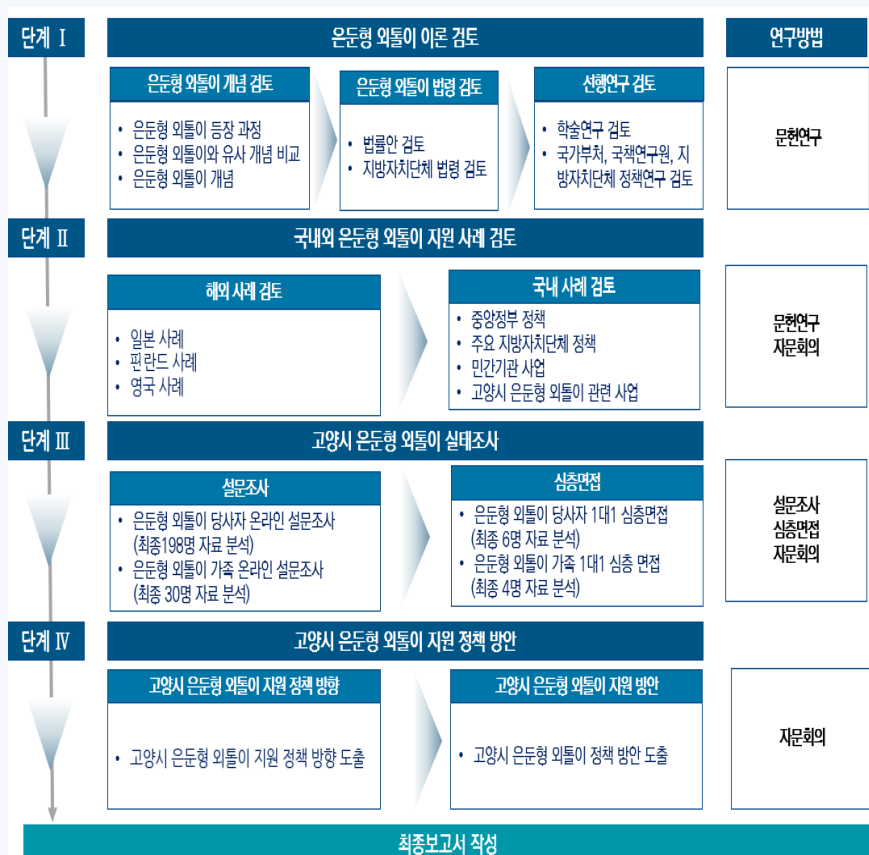 단계 Ⅰ
은둔형 외톨이 이론 검토
연구방법
은둔형 외톨이 개념 검토
• 은둔형 외톨이 등장 과정
• 은둔형 외톨이와 유사 개념 비교
• 은둔형 외톨이 개념
은둔형 외톨이 법령 검토
• 법률안 검토
• 지방자치단체 법령 검토
선행연구 검토
• 학술연구 검토
• 국가부처, 국책연구원, 지
방자치단체 정책연구 검토
문헌연구
단계 Ⅱ
국내외 은둔형 외톨이 지원 사례 검토
해외 사례 검토
• 일본 사례
• 핀란드 사례
• 영국 사례
국내 사례 검토
• 중앙정부 정책
• 주요 지방자치단체 정책
• 민간기관 사업
• 고양시 은둔형 외톨이 관련 사업
문헌연구
자문회의
단계 Ⅲ
고양시 은둔형 외톨이 실태조사
설문조사
• 은둔형 외톨이 당사자 온라인 설문조사
(최종198명 자료 분석)
• 은둔형 외톨이 가족 온라인 설문조사
(최종 30명 자료 분석)
심층면접
• 은둔형 외톨이 당사자 1대1 심층면접
(최종 6명 자료 분석)
• 은둔형 외톨이 가족 1대1 심층 면접
(최종 4명 자료 분석)
설문조사
심층면접
자문회의
단계 Ⅳ
고양시 은둔형 외톨이 지원 정책 방안
고양시 은둔형 외톨이 지원 정책 방향
• 고양시 은둔형 외톨이 지원 정책 방향 도출
고양시 은둔형 외톨이 지원 방안
• 고양시 은둔형 외톨이 정책 방안 도출
자문회의
최종보고서 작성